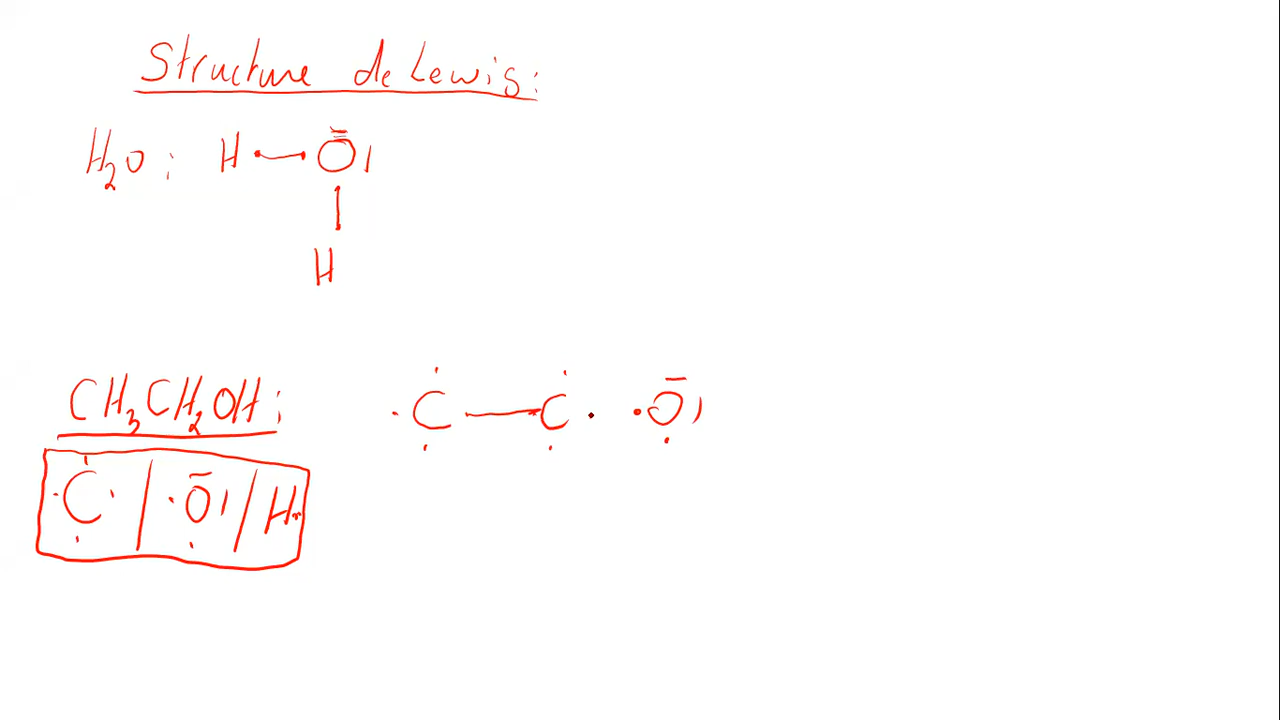 Structure de Lewis:
H₂O : H — O̅ I
H
CH₃CH₂OH : · C — C · · O̅ I
· C · / · O̅ I / H·